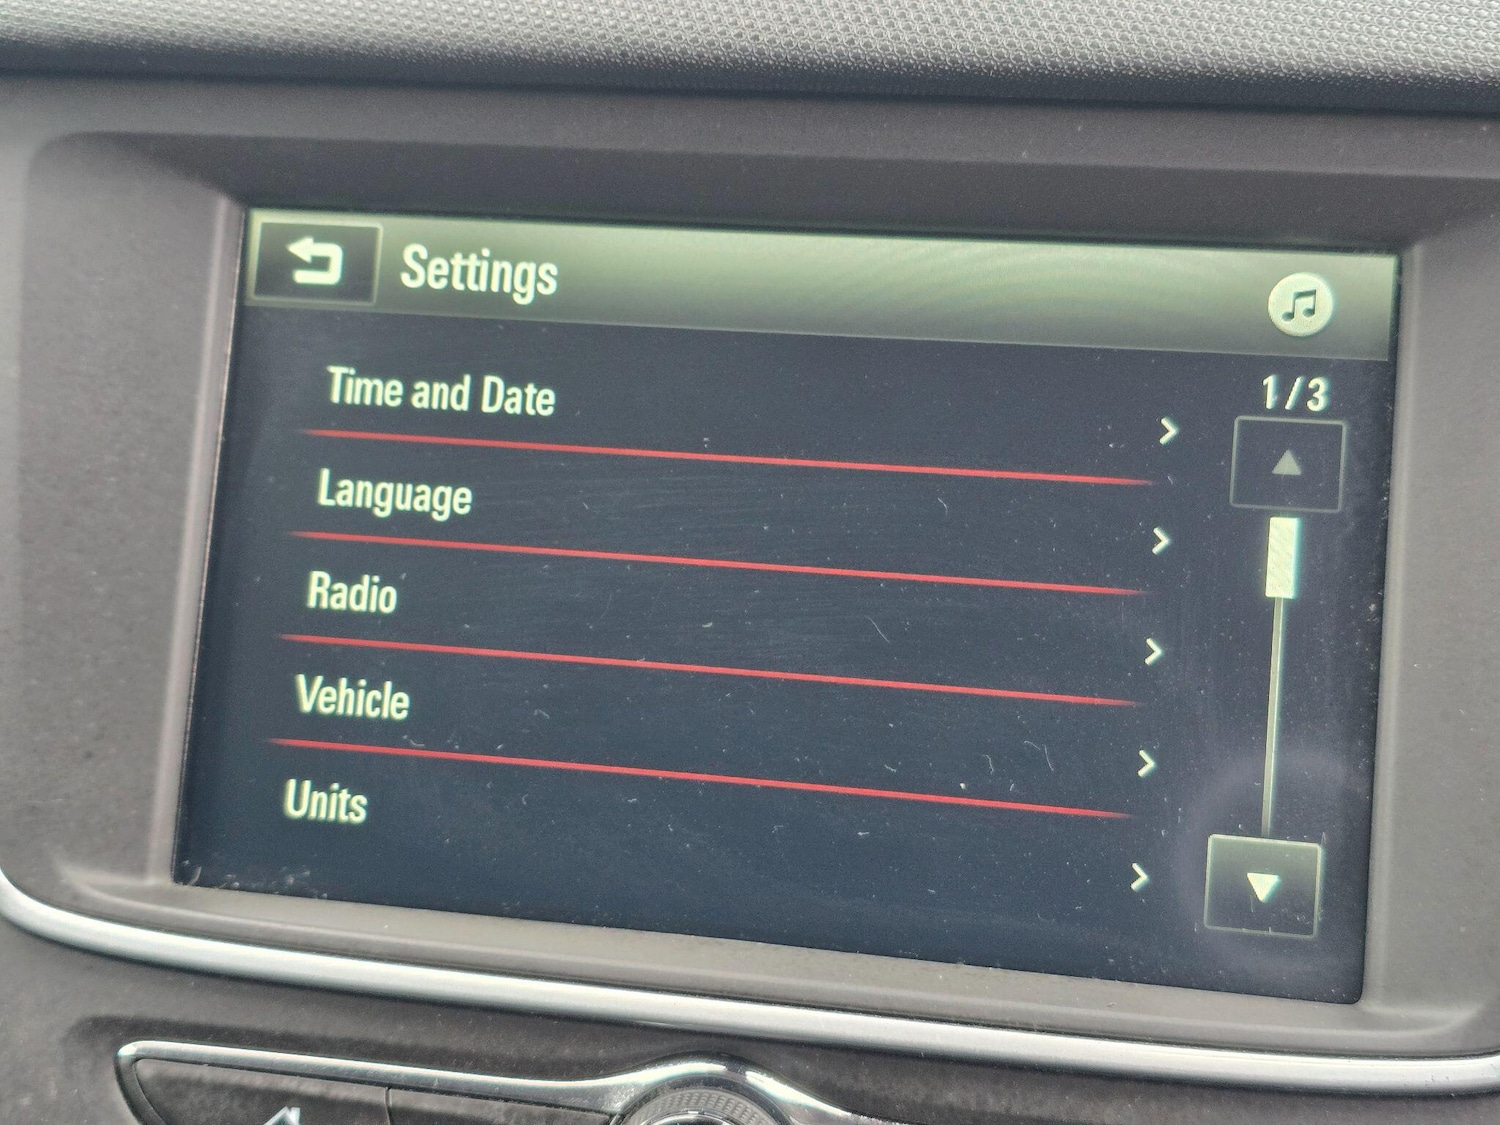 Settings
1/3
Time and Date
Language
Radio
Vehicle
Units